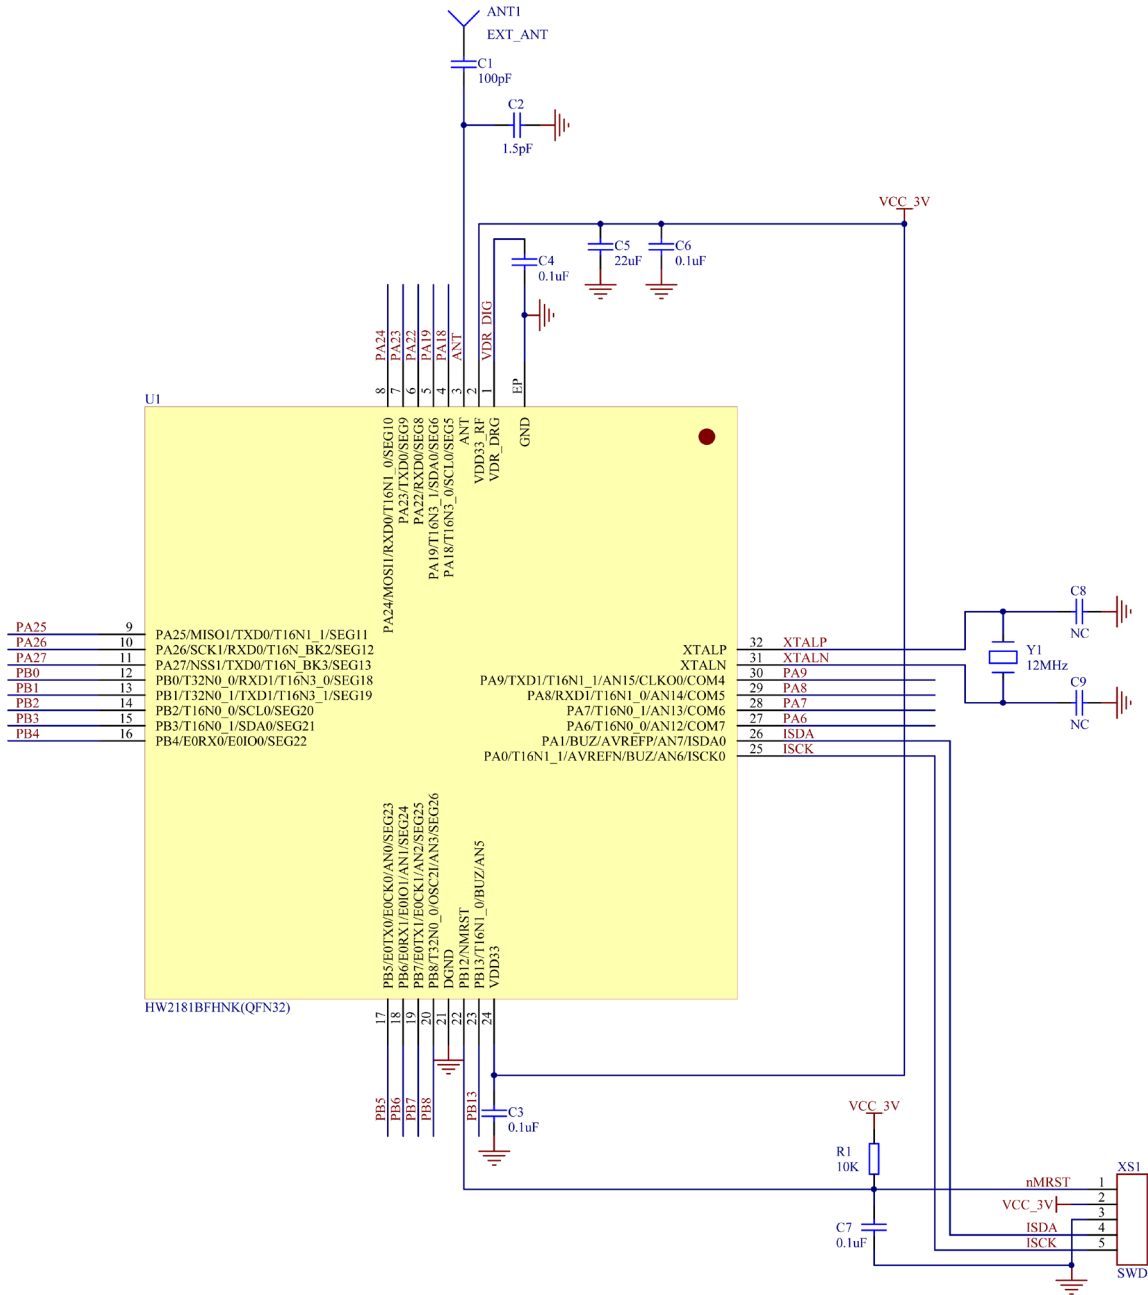 ANT1
EXT_ANT
C1
100pF
C2
1.5pF
VCC_3V
C5
22uF
C6
0.1uF
C4
0.1uF
PA24
PA23
PA22
PA19
PA18
ANT
VDR_DIG
EP
8
7
6
5
4
3
2
1
U1
PA24/MOSI1/RXD0/T16N1_0/SEG10
PA23/TXD0/SEG9
PA22/RXD0/SEG8
PA19/T16N3_1/SDA0/SEG6
PA18/T16N3_0/SCL0/SEG5
ANT
VDD33_RF
VDR_DRG
GND
PA25 9 PA25/MISO1/TXD0/T16N1_1/SEG11
PA26 10 PA26/SCK1/RXD0/T16N_BK2/SEG12
PA27 11 PA27/NSS1/TXD0/T16N_BK3/SEG13
PB0 12 PB0/T32N0_0/RXD1/T16N3_0/SEG18
PB1 13 PB1/T32N0_1/TXD1/T16N3_1/SEG19
PB2 14 PB2/T16N0_0/SCL0/SEG20
PB3 15 PB3/T16N0_1/SDA0/SEG21
PB4 16 PB4/E0RX0/E0IO0/SEG22
XTALP 32 XTALP
XTALN 31 XTALN
PA9/TXD1/T16N1_1/AN15/CLKO0/COM4 30 PA9
PA8/RXD1/T16N1_0/AN14/COM5 29 PA8
PA7/T16N0_1/AN13/COM6 28 PA7
PA6/T16N0_0/AN12/COM7 27 PA6
PA1/BUZ/AVREFP/AN7/ISDA0 26 ISDA
PA0/T16N1_1/AVREFN/BUZ/AN6/ISCK0 25 ISCK
C8
NC
Y1
12MHz
C9
NC
PB5/E0TX0/E0CK0/AN0/SEG23
PB6/E0RX1/E0IO1/AN1/SEG24
PB7/E0TX1/E0CK1/AN2/SEG25
PB8/T32N0_0/OSC2I/AN3/SEG26
DGND
PB12/NMRST
PB13/T16N1_0/BUZ/AN5
VDD33
HW2181BFHNK(QFN32)
17
18
19
20
21
22
23
24
PB5
PB6
PB7
PB8
PB13
C3
0.1uF
VCC_3V
R1
10K
C7
0.1uF
XS1
nMRST 1
VCC_3V 2
3
ISDA 4
ISCK 5
SWD